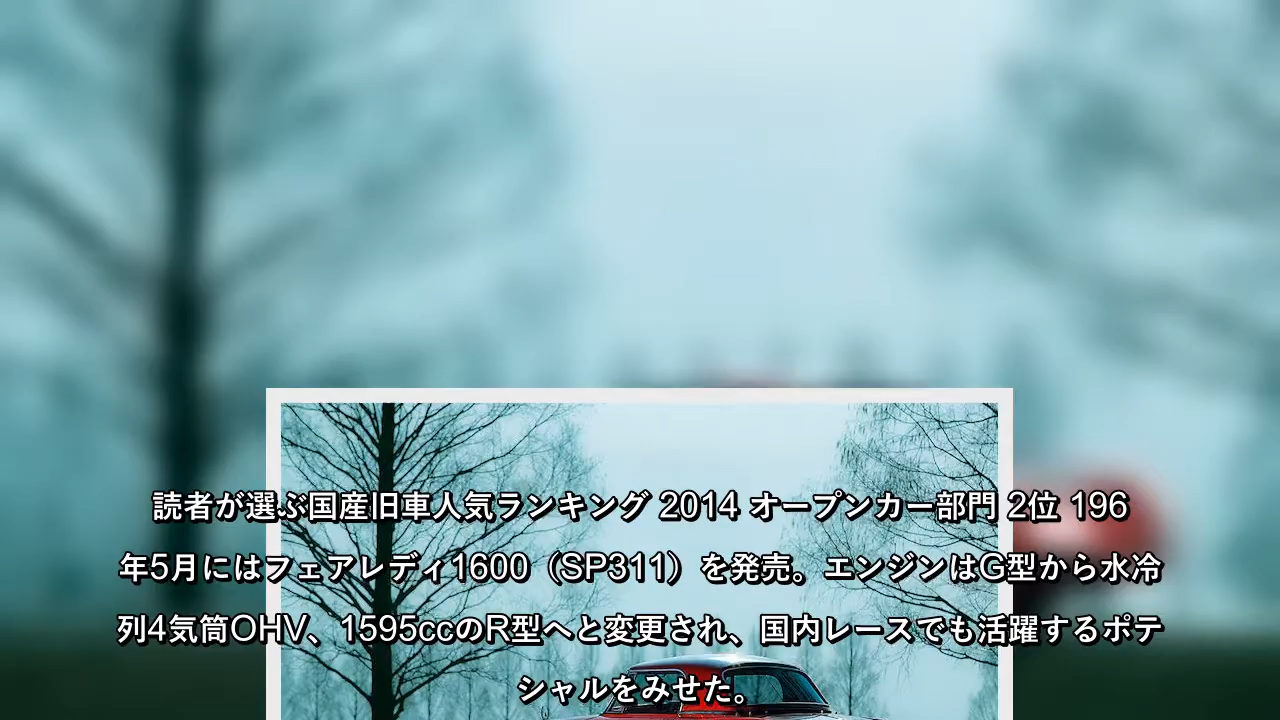 読者が選ぶ国産旧車人気ランキング 2014 オープンカー部門 2位 196
年5月にはフェアレディ1600（SP311）を発売。エンジンはG型から水冷
列4気筒OHV、1595ccのR型へと変更され、国内レースでも活躍するポテ
シャルをみせた。